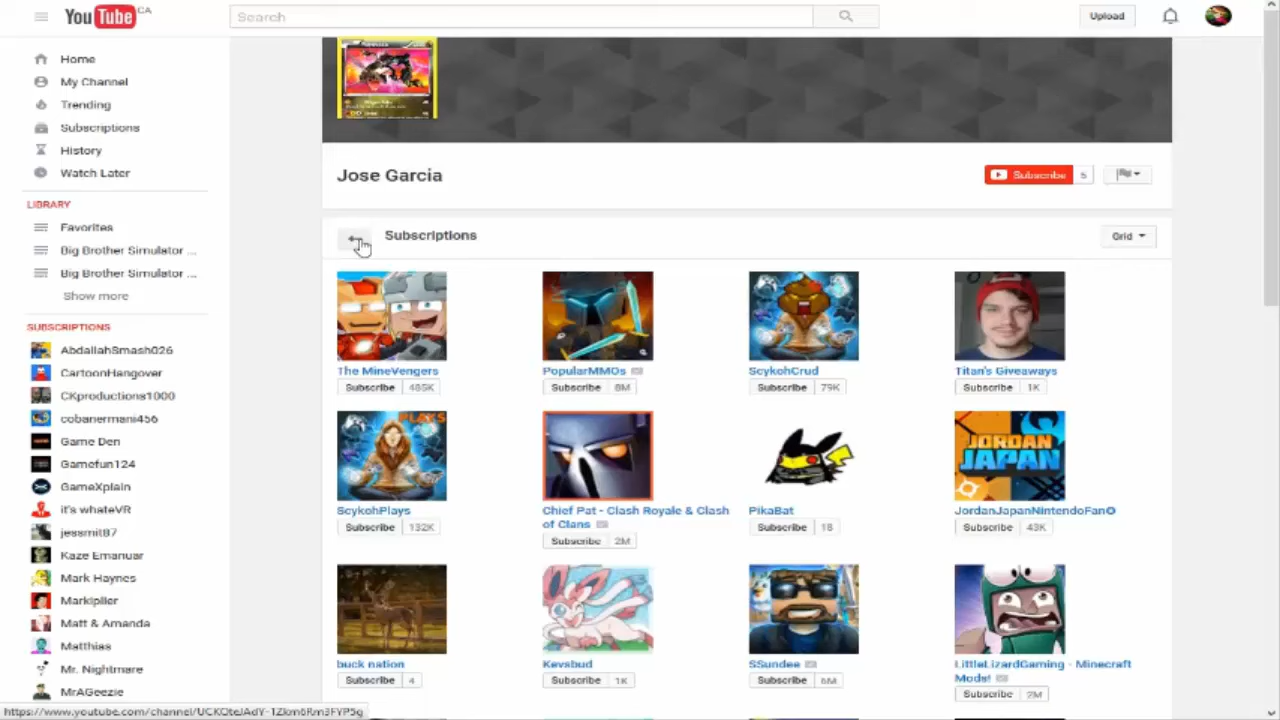 YouTube CA
Search
Upload
Home
My Channel
Trending
Subscriptions
History
Watch Later
LIBRARY
Favorites
Big Brother Simulator ...
Big Brother Simulator ...
Show more
SUBSCRIPTIONS
AbdallahSmash026
CartoonHangover
CKproductions1000
cobanermani456
Game Den
Gamefun124
GameXplain
it's whateVR
jessmit87
Kaze Emanuar
Mark Haynes
Markiplier
Matt & Amanda
Matthias
Mr. Nightmare
MrAGeezie
Jose Garcia
Subscribe 5
Subscriptions
Grid
The MineVengers
Subscribe 485K
PopularMMOs
Subscribe 8M
ScykohCrud
Subscribe 79K
Titan's Giveaways
Subscribe 1K
PLAYS
ScykohPlays
Subscribe 132K
Chief Pat - Clash Royale & Clash
of Clans
Subscribe 2M
PikaBat
Subscribe 18
JORDAN
JAPAN
JordanJapanNintendoFan
Subscribe 43K
buck nation
Subscribe 4
Kevsbud
Subscribe 1K
SSundee
Subscribe 6M
LittleLizardGaming - Minecraft
Mods!
Subscribe 2M